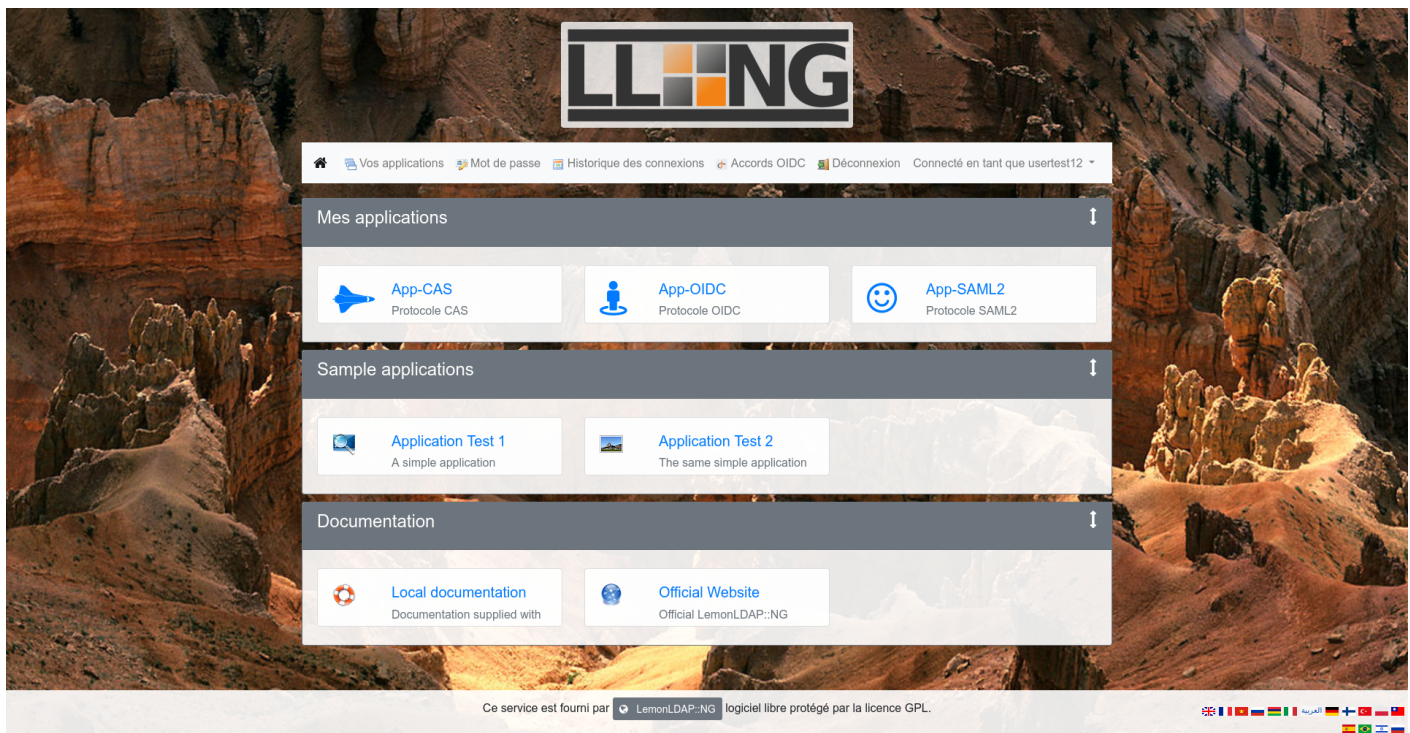 LL::NG
Vos applications Mot de passe Historique des connexions Accords OIDC Déconnexion Connecté en tant que usertest12
Mes applications
App-CAS
Protocole CAS
App-OIDC
Protocole OIDC
App-SAML2
Protocole SAML2
Sample applications
Application Test 1
A simple application
Application Test 2
The same simple application
Documentation
Local documentation
Documentation supplied with
Official Website
Official LemonLDAP::NG
Ce service est fourni par LemonLDAP::NG logiciel libre protégé par la licence GPL.
العربية